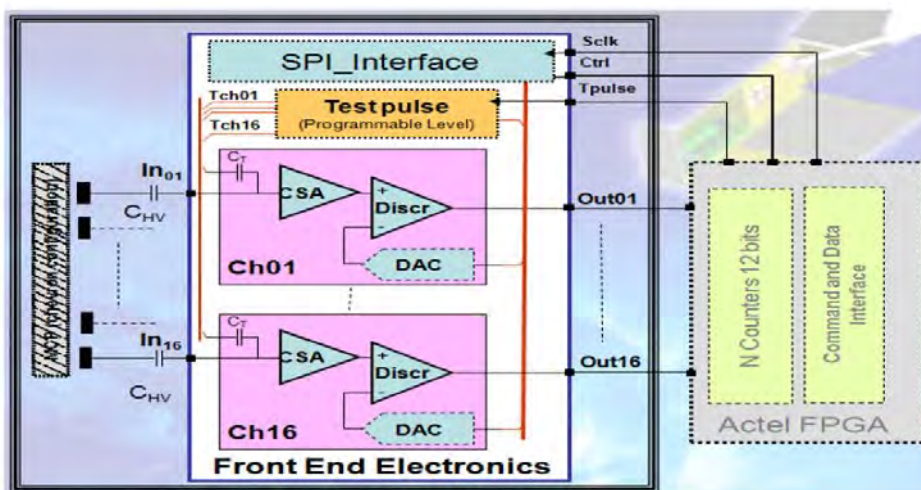 Sclk
SPI_Interface
Ctrl
Tch01
Testpulse
Tpulse
(Programmable Level)
Tch16
CT
In01
CSA
+
Discr
-
Out01
CHV
DAC
Ch01
N Counters 12 bits
Command and Data
Interface
CT
In16
CSA
+
Discr
-
Out16
CHV
DAC
Ch16
Actel FPGA
Front End Electronics